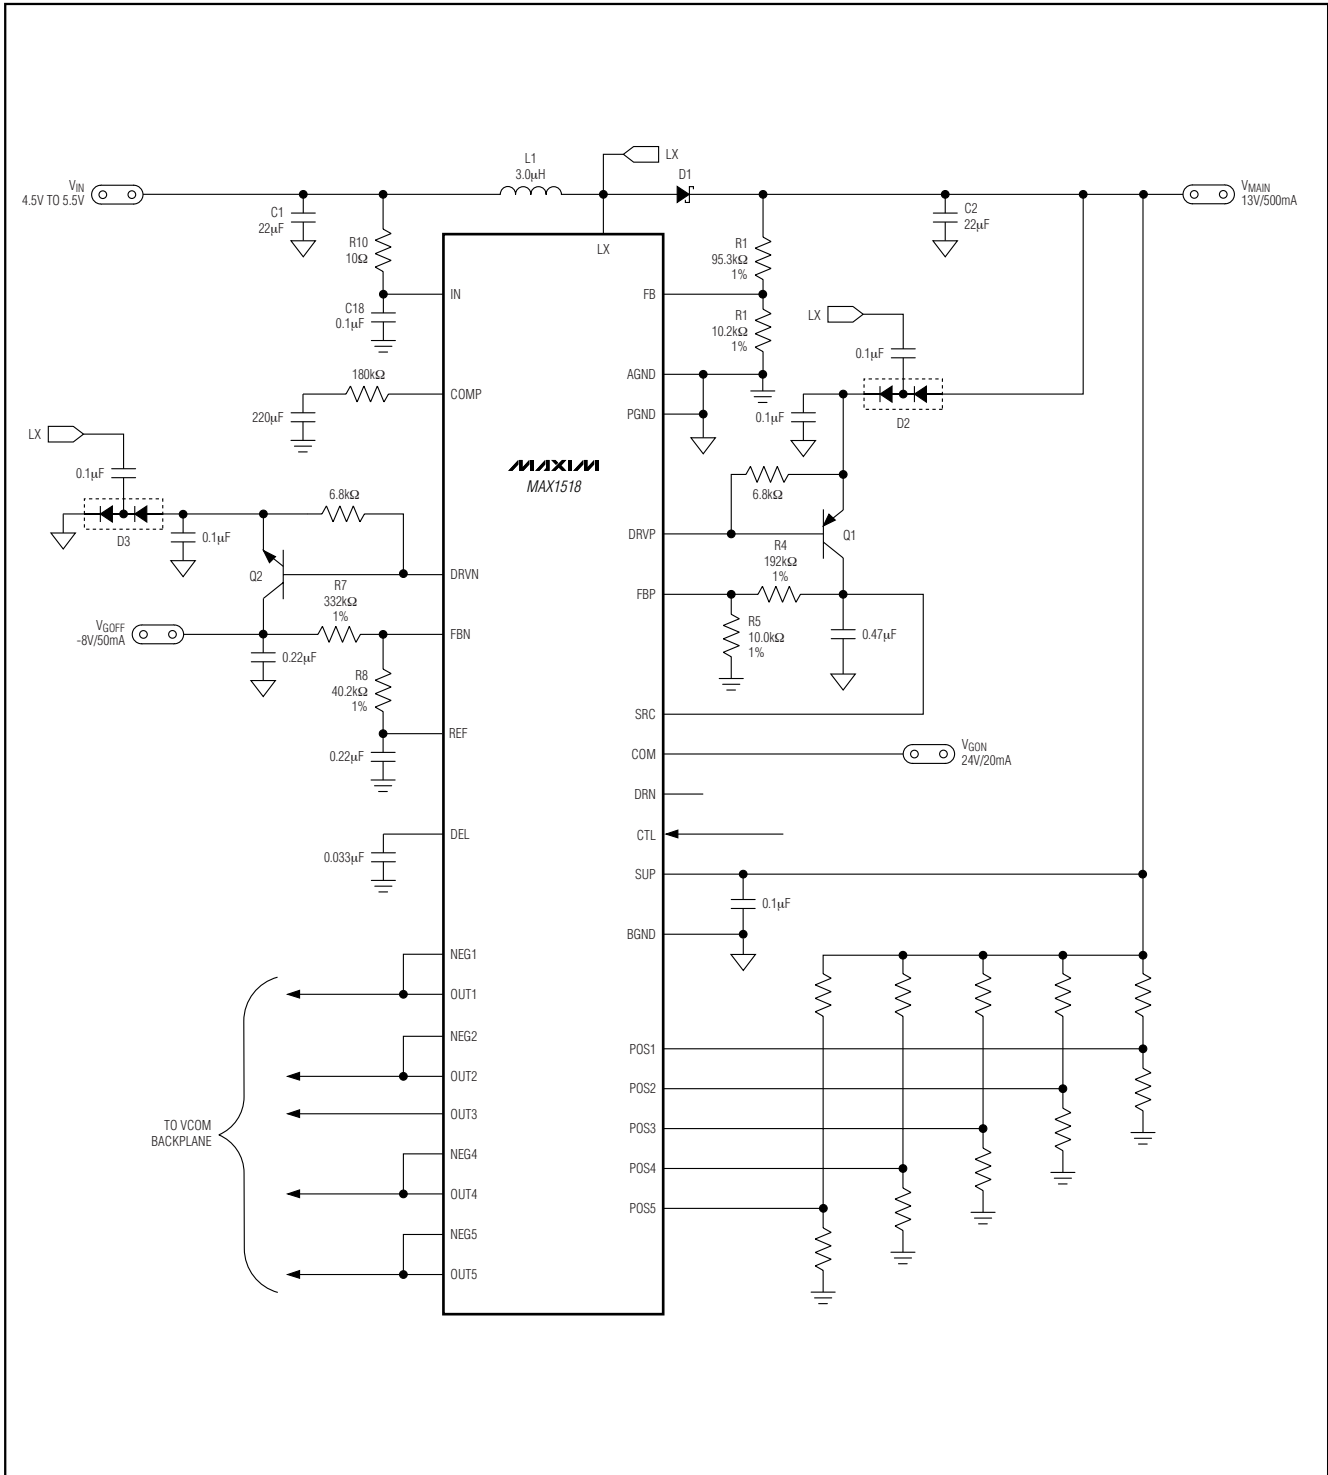 L1
3.0µH
LX
D1
VIN
4.5V TO 5.5V
VMAIN
13V/500mA
C1
22µF
C2
22µF
R10
10Ω
LX
R1
95.3kΩ
1%
IN
FB
C18
0.1µF
R1
10.2kΩ
1%
LX
0.1µF
180kΩ
COMP
AGND
220µF
PGND
0.1µF
D2
LX
0.1µF
MAXIM
MAX1518
6.8kΩ
6.8kΩ
D3
0.1µF
DRVP
Q1
Q2
DRVN
R4
192kΩ
1%
R7
332kΩ
1%
FBP
VGOFF
-8V/50mA
FBN
R5
10.0kΩ
1%
0.47µF
0.22µF
R8
40.2kΩ
1%
SRC
REF
COM
VGON
24V/20mA
0.22µF
DRN
DEL
CTL
0.033µF
SUP
0.1µF
BGND
NEG1
OUT1
NEG2
POS1
OUT2
POS2
OUT3
POS3
TO VCOM
BACKPLANE
NEG4
POS4
OUT4
POS5
NEG5
OUT5